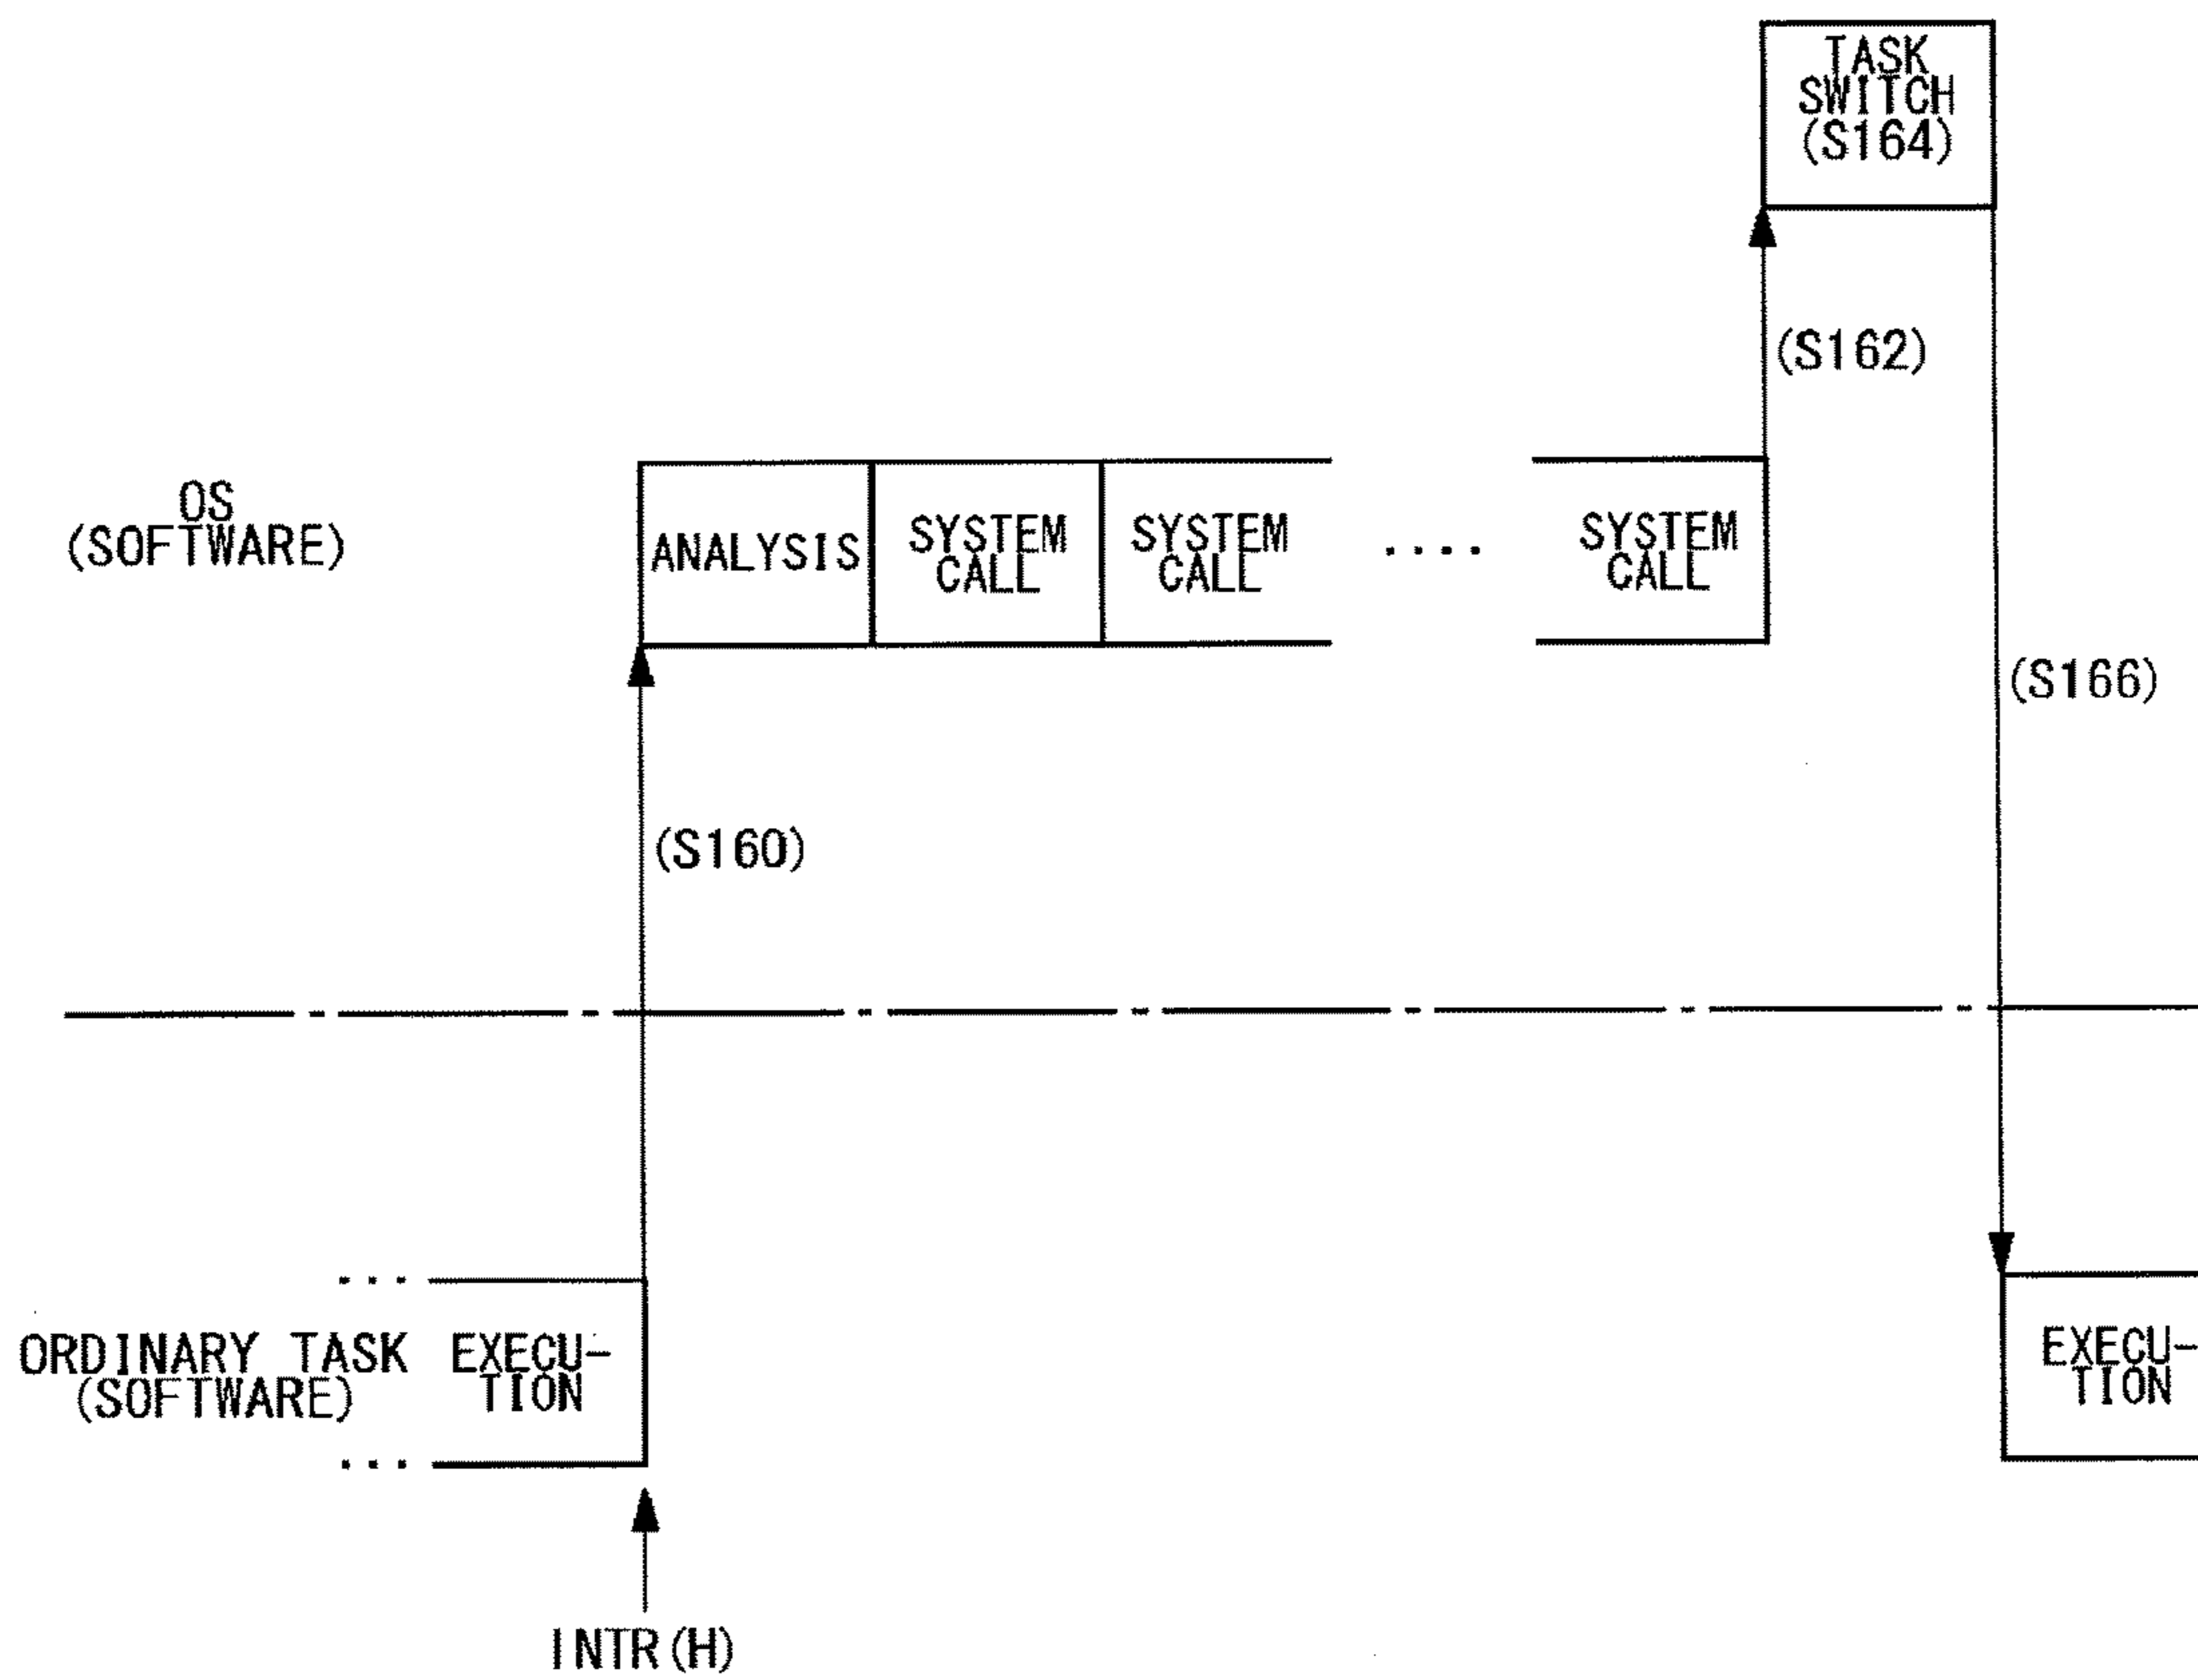 TASK
SWITCH
(S164)
(S162)
OS
(SOFTWARE)
ANALYSIS
SYSTEM
CALL
SYSTEM
CALL
....
SYSTEM
CALL
(S166)
(S160)
...
ORDINARY TASK
(SOFTWARE)
EXECU-
TION
...
EXECU-
TION
INTR(H)